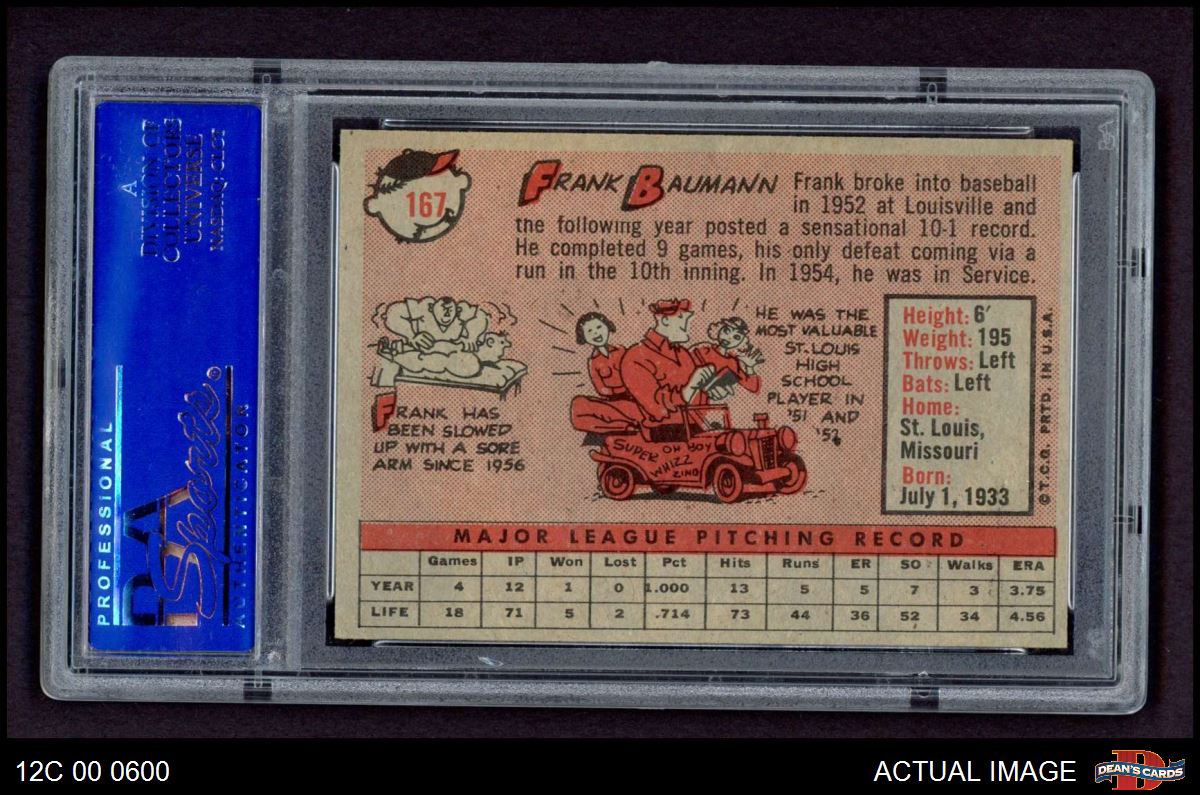 A
DIVISION OF
COLLECTORS
UNIVERSE
NASDAQ: CLCT
PROFESSIONAL
PSA
Sports
AUTHENTICATOR
167
FRANK BAUMANN
Frank broke into baseball
in 1952 at Louisville and
the following year posted a sensational 10-1 record.
He completed 9 games, his only defeat coming via a
run in the 10th inning. In 1954, he was in Service.
FRANK HAS
BEEN SLOWED
UP WITH A SORE
ARM SINCE 1956
HE WAS THE
MOST VALUABLE
ST. LOUIS
HIGH
SCHOOL
PLAYER IN
'51 AND
'52
SUPER OH BOY
WHIZZ
ZING
Height: 6'
Weight: 195
Throws: Left
Bats: Left
Home:
St. Louis,
Missouri
Born:
July 1, 1933
©T.C.G. PRTD. IN U.S.A.
MAJOR LEAGUE PITCHING RECORD
Games IP Won Lost Pct Hits Runs ER SO Walks ERA
YEAR 4 12 1 0 1.000 13 5 5 7 3 3.75
LIFE 18 71 5 2 .714 73 44 36 52 34 4.56
12C 00 0600
ACTUAL IMAGE
D
DEAN'S CARDS